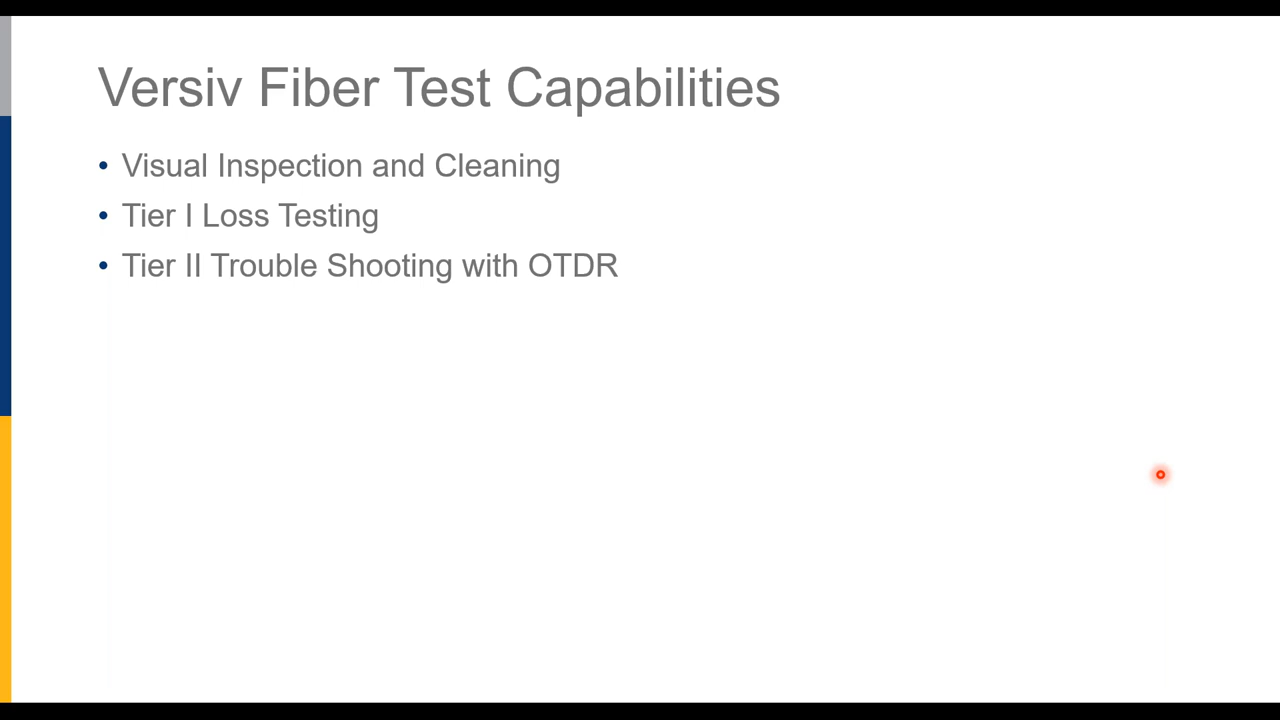 Versiv Fiber Test Capabilities
• Visual Inspection and Cleaning
• Tier I Loss Testing
• Tier II Trouble Shooting with OTDR